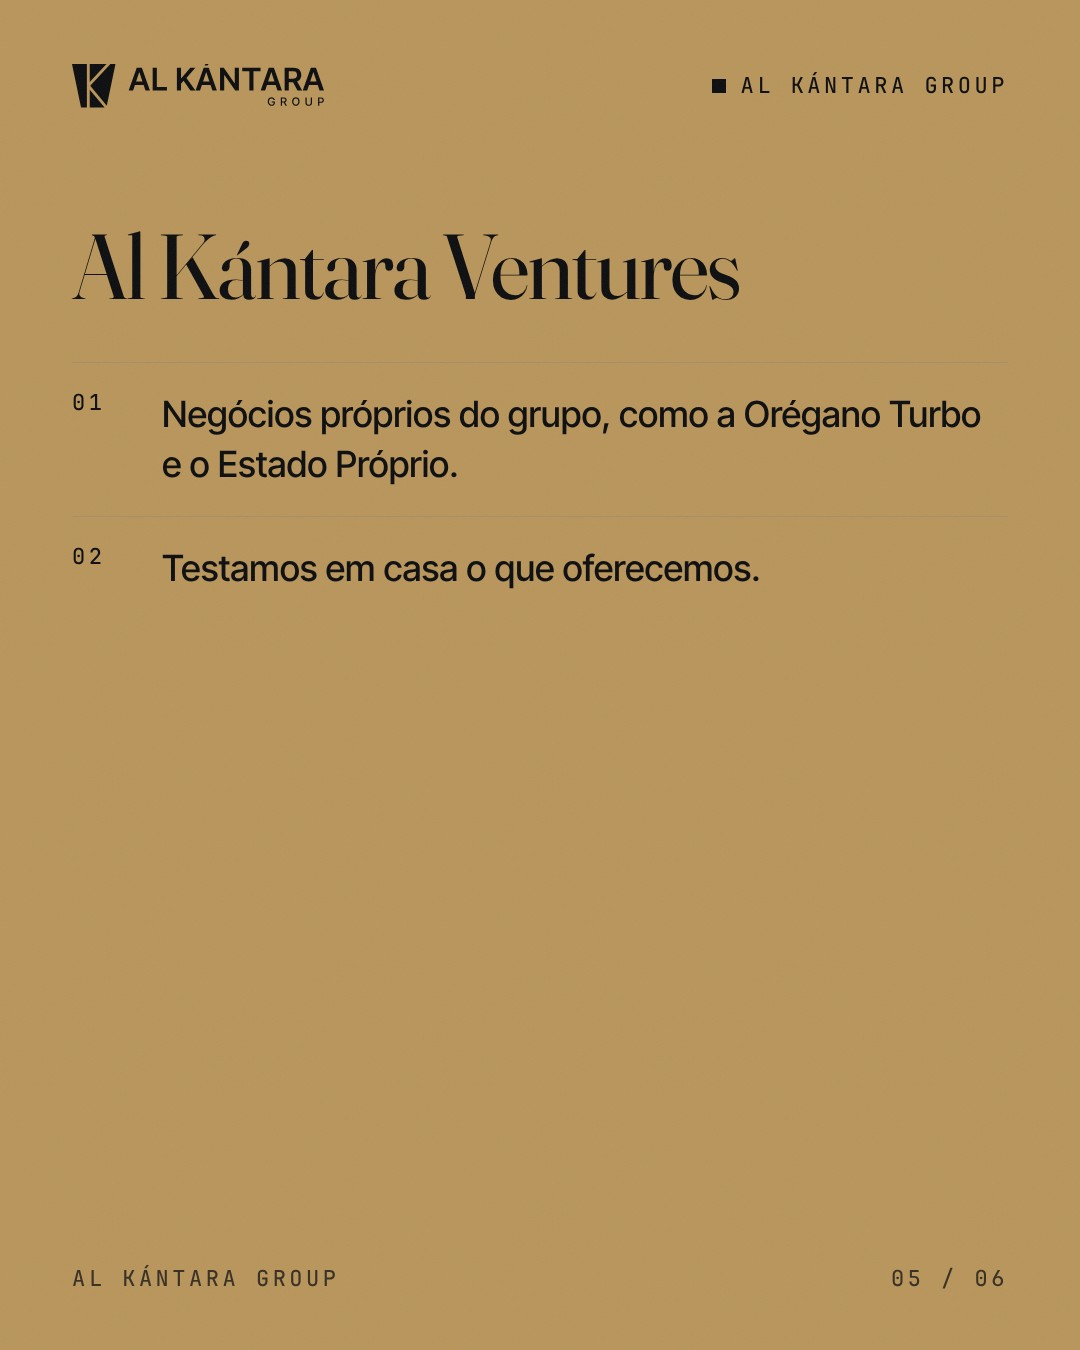 AL KÁNTARA
GROUP
AL KÁNTARA GROUP
Al Kántara Ventures
01
Negócios próprios do grupo, como a Orégano Turbo
e o Estado Próprio.
02
Testamos em casa o que oferecemos.
AL KÁNTARA GROUP
05 / 06